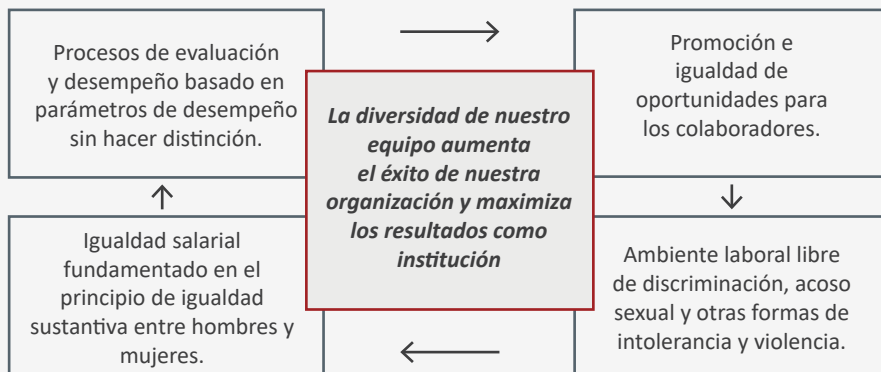 Procesos de evaluación
y desempeño basado en
parámetros de desempeño
sin hacer distinción.
Promoción e
igualdad de
oportunidades para
los colaboradores.
La diversidad de nuestro
equipo aumenta
el éxito de nuestra
organización y maximiza
los resultados como
institución
Igualdad salarial
fundamentado en el
principio de igualdad
sustantiva entre hombres y
mujeres.
Ambiente laboral libre
de discriminación, acoso
sexual y otras formas de
intolerancia y violencia.